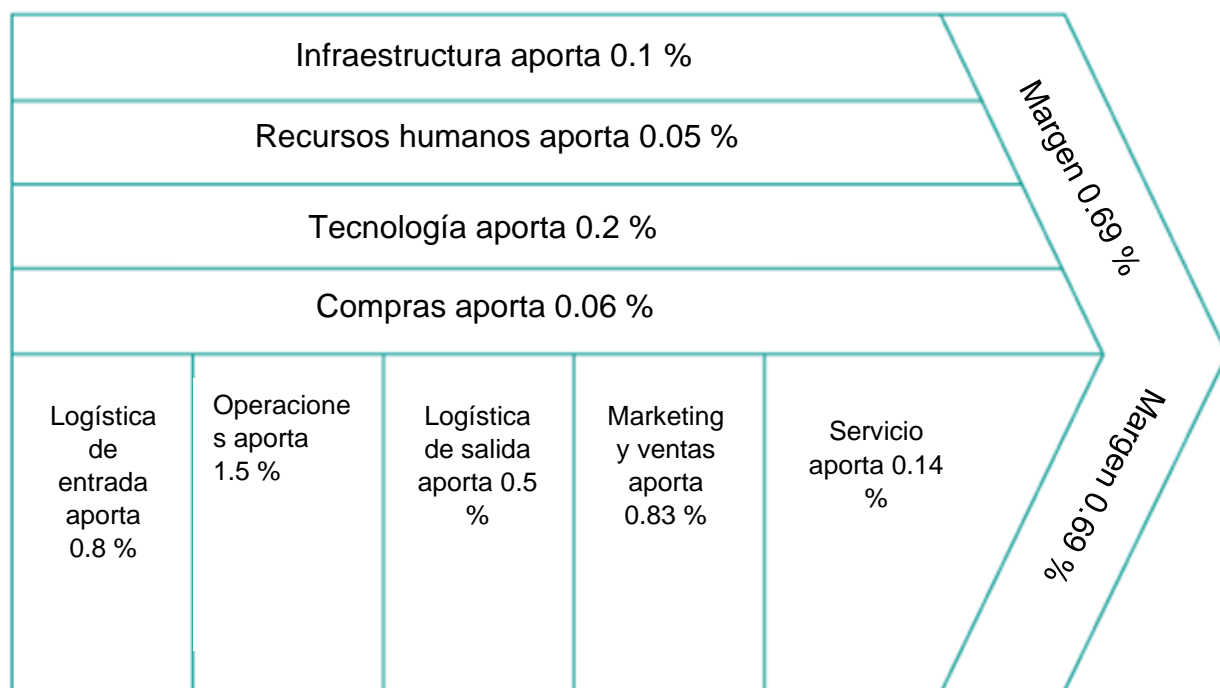 Infraestructura aporta 0.1 %
Recursos humanos aporta 0.05 %
Tecnología aporta 0.2 %
Compras aporta 0.06 %
Margen 0.69 %
Logística
de
entrada
aporta
0.8 %
Operacione
s aporta
1.5 %
Logística
de salida
aporta 0.5
%
Marketing
y ventas
aporta
0.83 %
Servicio
aporta 0.14
%
Margen 0.69 %